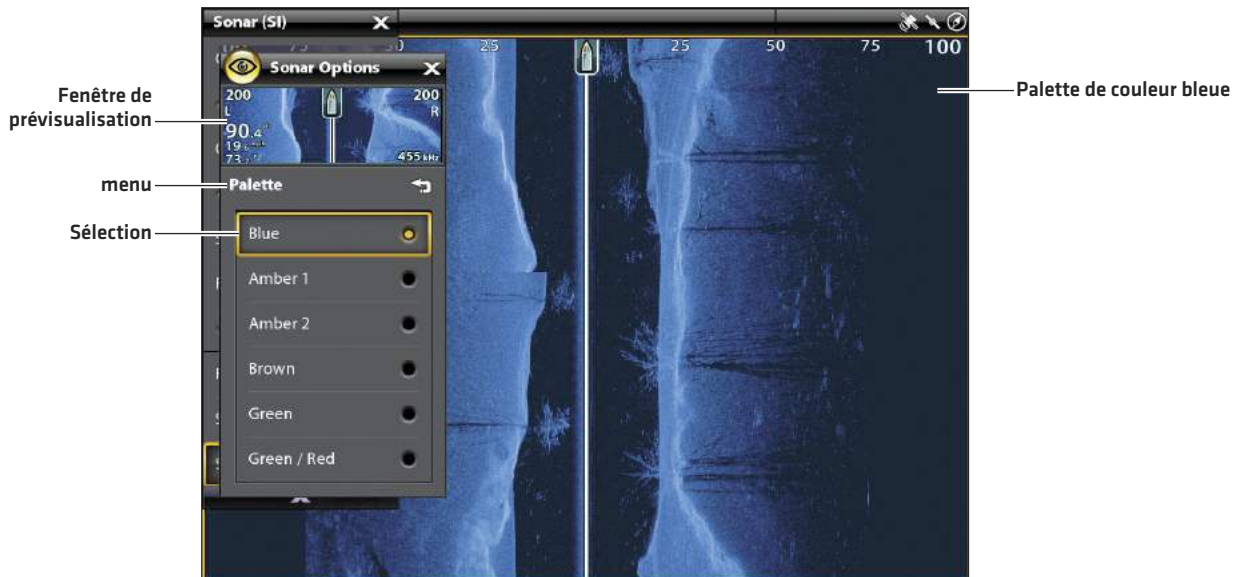 Sonar (SI)
25
25
50
75
100
Sonar Options
200
200
L
R
90.4
455 kHz
Palette
Blue
Amber 1
Amber 2
Brown
Green
Green / Red
Fenêtre de
prévisualisation
menu
Sélection
Palette de couleur bleue